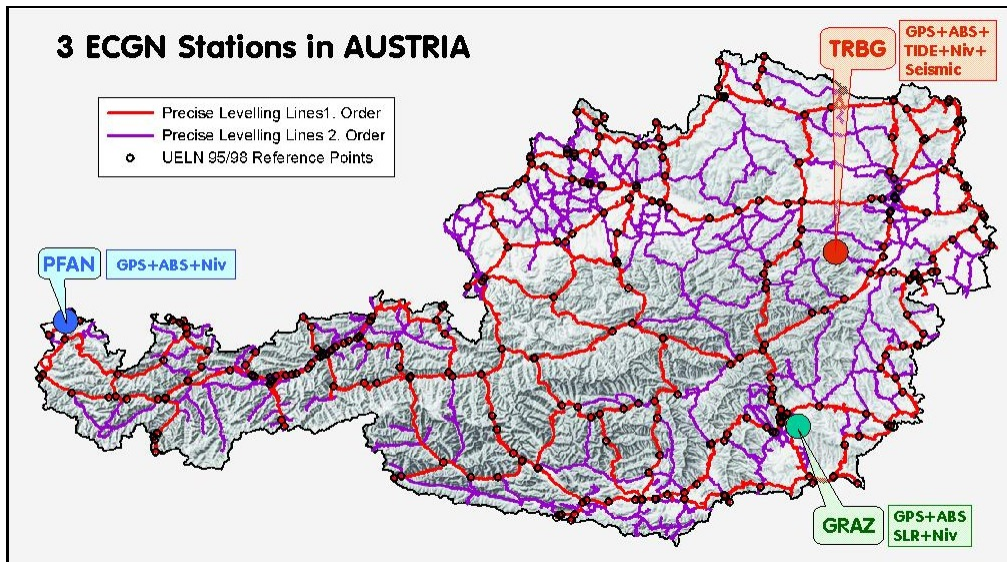 3 ECGN Stations in AUSTRIA
TRBG
GPS+ABS+
TIDE+Niv+
Seismic
Precise Levelling Lines1. Order
Precise Levelling Lines 2. Order
UELN 95/98 Reference Points
PFAN
GPS+ABS+Niv
GRAZ
GPS+ABS
SLR+Niv